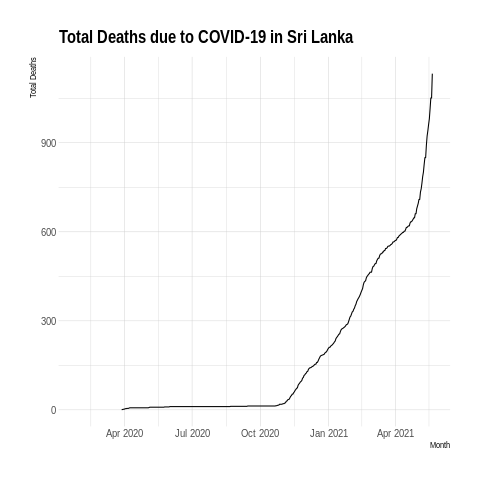 Total Deaths due to COVID-19 in Sri Lanka
Total Deaths
900
600
300
0
Apr 2020 Jul 2020 Oct 2020 Jan 2021 Apr 2021
Month